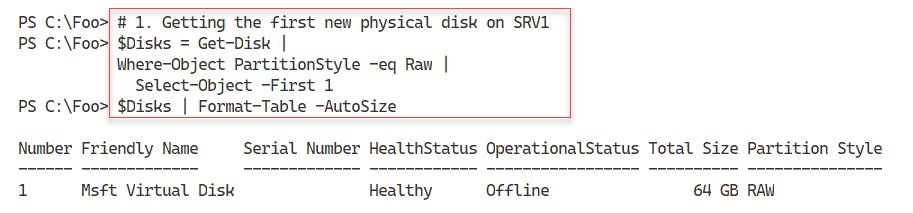 PS C:\Foo> # 1. Getting the first new physical disk on SRV1
PS C:\Foo> $Disks = Get-Disk |
Where-Object PartitionStyle -eq Raw |
Select-Object -First 1
PS C:\Foo> $Disks | Format-Table -AutoSize
Number Friendly Name Serial Number HealthStatus OperationalStatus Total Size Partition Style
------ ------------- ------------- ------------ ----------------- ---------- ---------------
1 Msft Virtual Disk Healthy Offline 64 GB RAW